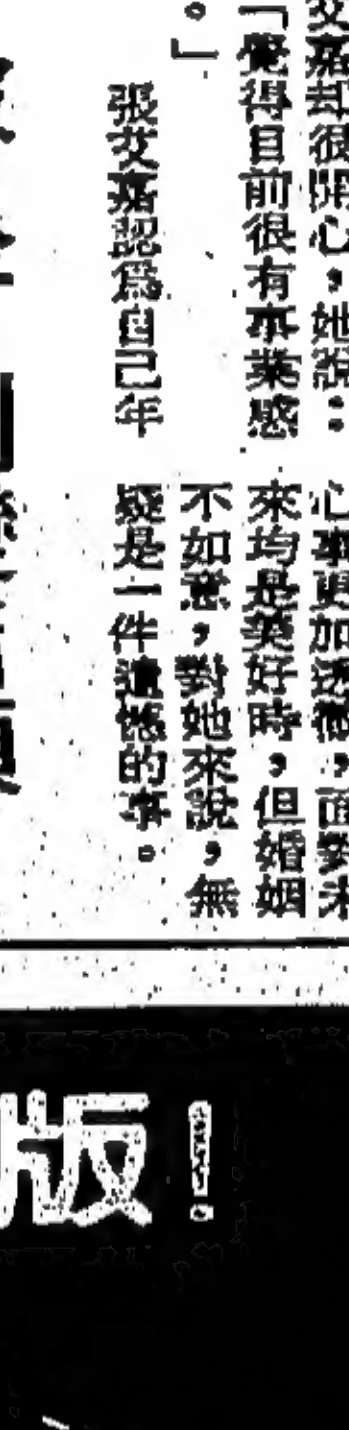 艾嘉却很開心，她說：
「覺得目前很有事業感
。」
張艾嘉認爲自己年
心事更加透徹，面對未
來均是美好時，但婚姻
不如意，對她來說，無
疑是一件遺憾的事。
版！